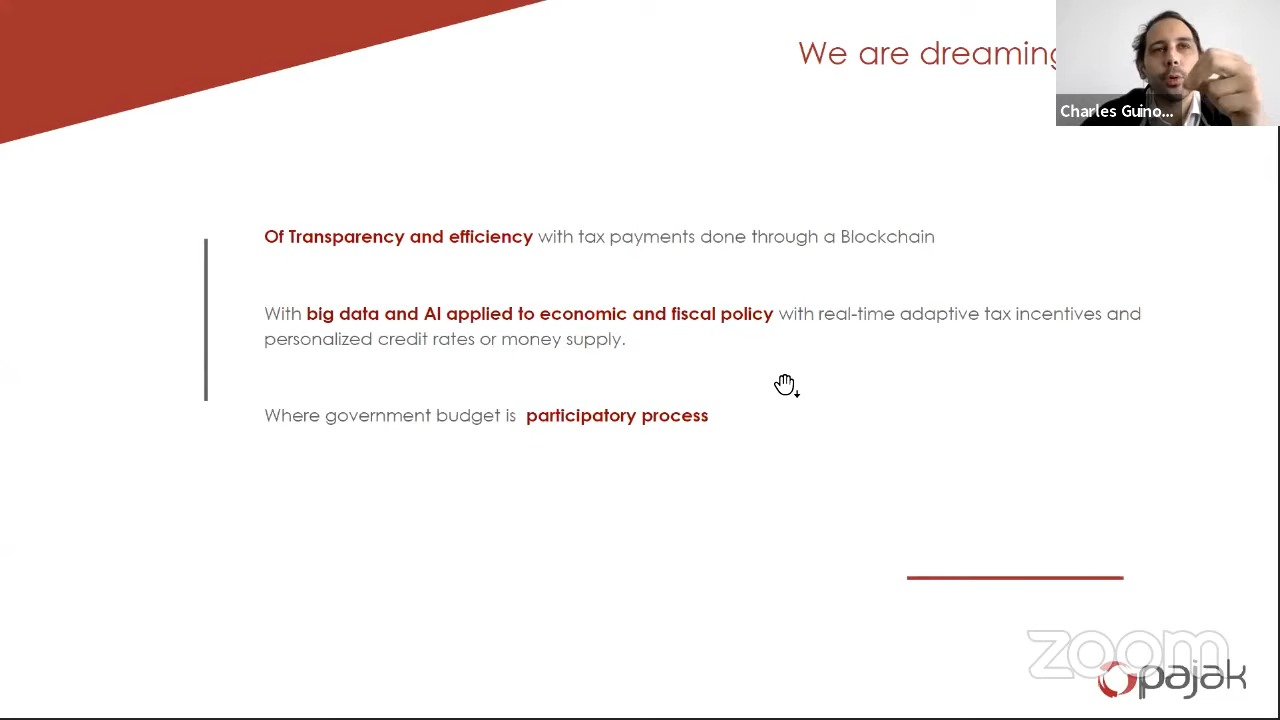 We are dreaming
Charles Guino...
Of Transparency and efficiency with tax payments done through a Blockchain
With big data and AI applied to economic and fiscal policy with real-time adaptive tax incentives and
personalized credit rates or money supply.
Where government budget is participatory process
zoom
pajak